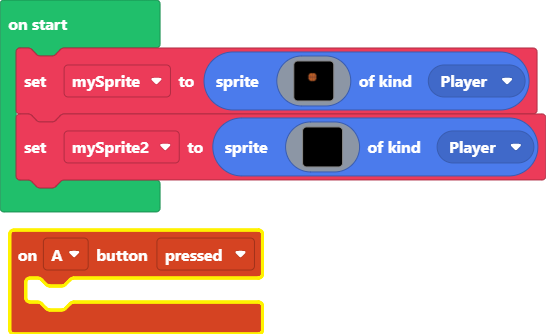 on start
set mySprite to sprite of kind Player
set mySprite2 to sprite of kind Player
on A button pressed